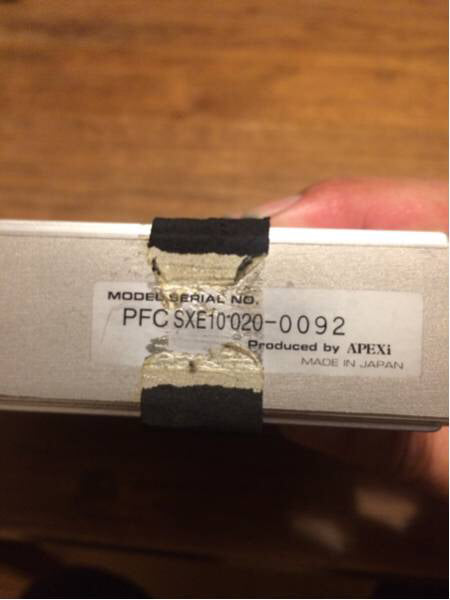 MODEL SERIAL NO.
PFC SXE10 020-0092
Produced by APEXi
MADE IN JAPAN